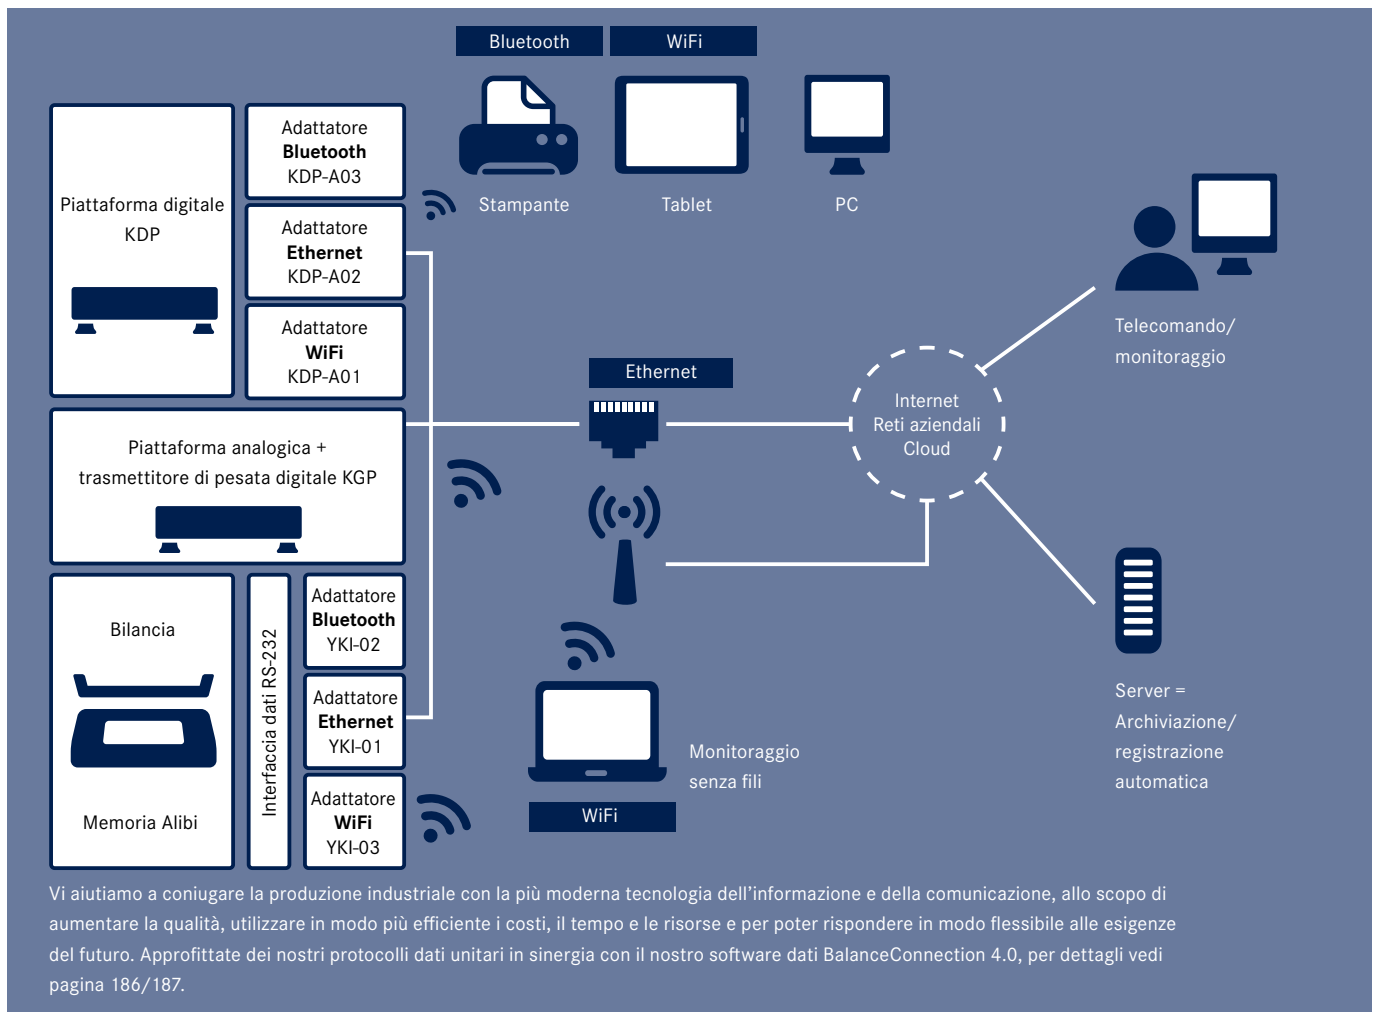 Bluetooth
WiFi
Stampante
Tablet
PC
Piattaforma digitale
KDP
Adattatore
Bluetooth
KDP-A03
Adattatore
Ethernet
KDP-A02
Adattatore
WiFi
KDP-A01
Piattaforma analogica +
trasmettitore di pesata digitale KGP
Bilancia
Memoria Alibi
Interfaccia dati RS-232
Adattatore
Bluetooth
YKI-02
Adattatore
Ethernet
YKI-01
Adattatore
WiFi
YKI-03
Ethernet
Internet
Reti aziendali
Cloud
Telecomando/
monitoraggio
Server =
Archiviazione/
registrazione
automatica
Monitoraggio
senza fili
WiFi
Vi aiutiamo a coniugare la produzione industriale con la più moderna tecnologia dell'informazione e della comunicazione, allo scopo di
aumentare la qualità, utilizzare in modo più efficiente i costi, il tempo e le risorse e per poter rispondere in modo flessibile alle esigenze
del futuro. Approfittate dei nostri protocolli dati unitari in sinergia con il nostro software dati BalanceConnection 4.0, per dettagli vedi
pagina 186/187.